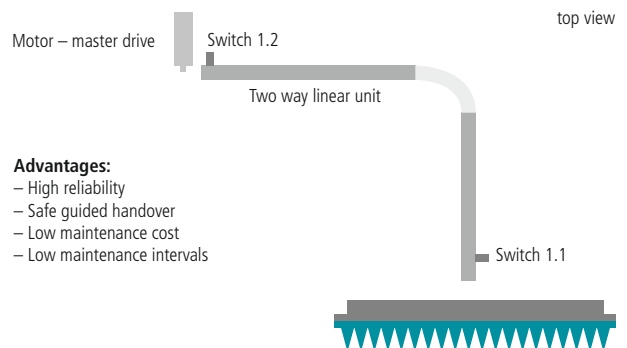 top view
Motor – master drive
Switch 1.2
Two way linear unit
Advantages:
– High reliability
– Safe guided handover
– Low maintenance cost
– Low maintenance intervals
Switch 1.1